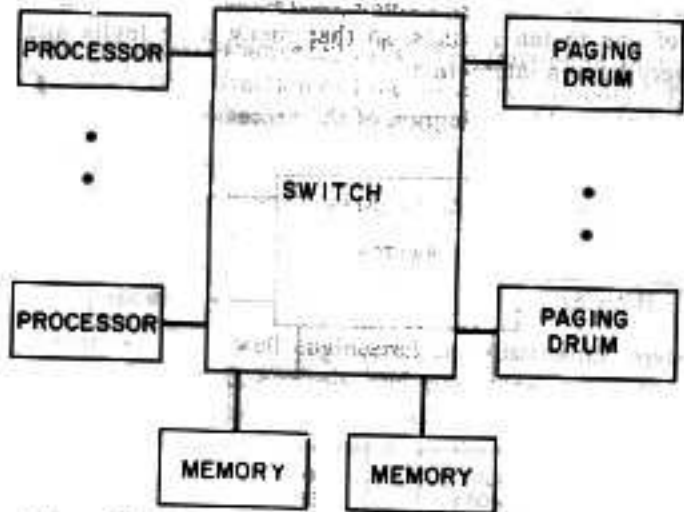 PROCESSOR
PAGING
DRUM
SWITCH
PROCESSOR
PAGING
DRUM
MEMORY
MEMORY